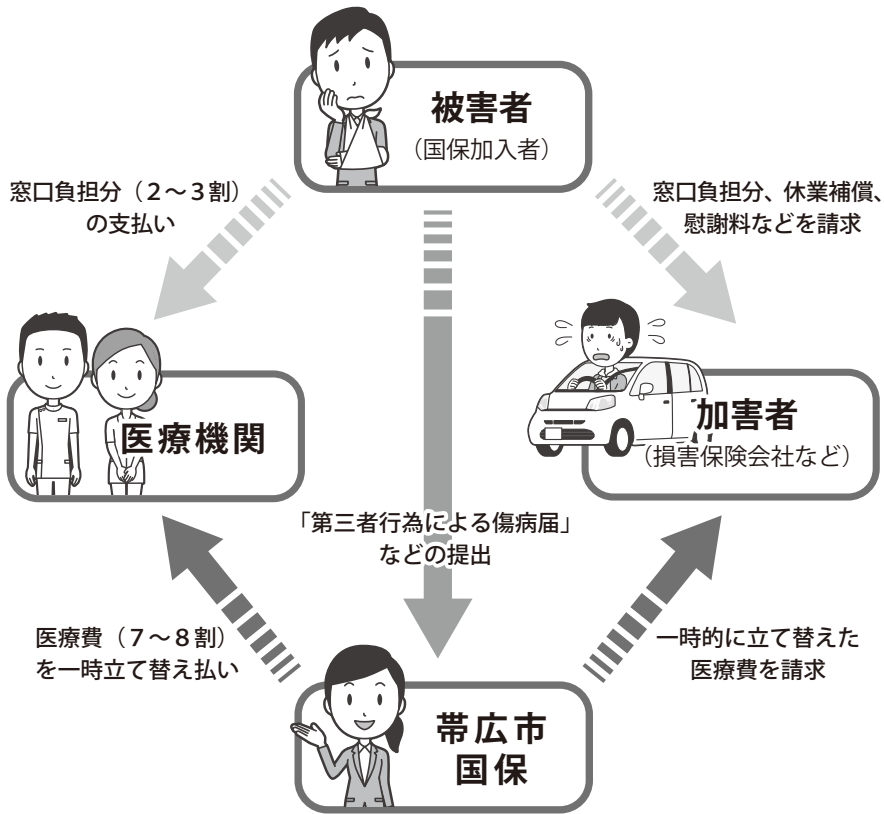 被害者
（国保加入者）
窓口負担分（２～３割）
の支払い
窓口負担分、休業補償、
慰謝料などを請求
医療機関
加害者
（損害保険会社など）
「第三者行為による傷病届」
などの提出
医療費（７～８割）
を一時立て替え払い
一時的に立て替えた
医療費を請求
帯広市
国保